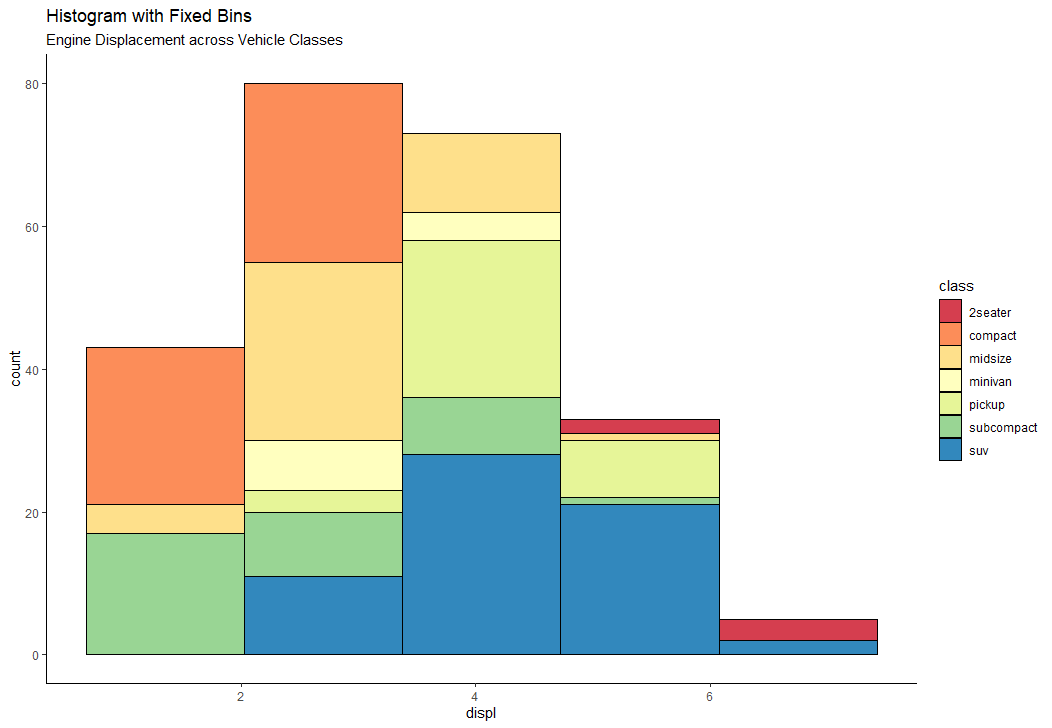 Histogram with Fixed Bins
Engine Displacement across Vehicle Classes
80
60
40
20
0
count
2 4 6
displ
class
2seater
compact
midsize
minivan
pickup
subcompact
suv